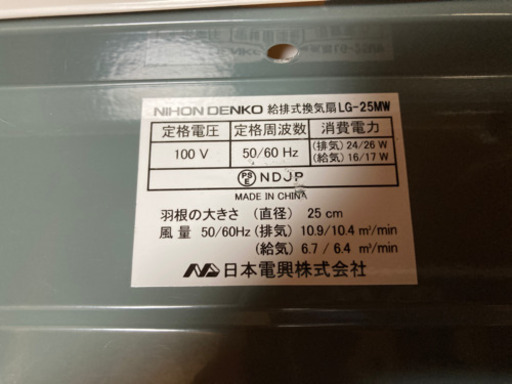 NIHON DENKO 給排式換気扇 LG-25MW
定格電圧 定格周波数 消費電力
100 V 50/60 Hz (排気) 24/26 W
(給気) 16/17 W
PSE NDJP
MADE IN CHINA
羽根の大きさ (直径) 25 cm
風量 50/60Hz (排気) 10.9/10.4 m³/min
(給気) 6.7 / 6.4 m³/min
日本電興株式会社